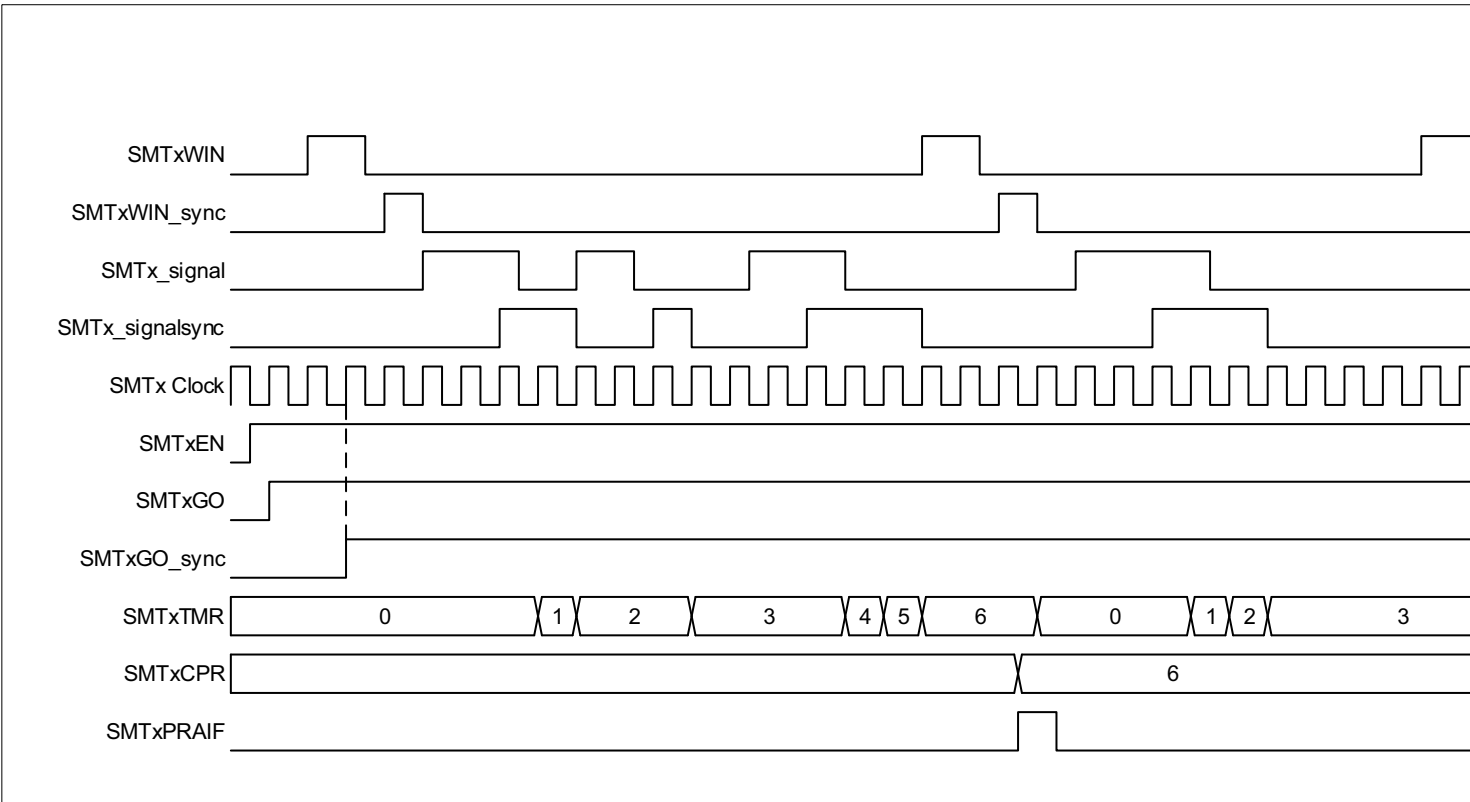 SMTxWIN
SMTxWIN_sync
SMTx_signal
SMTx_signalsync
SMTx Clock
SMTxEN
SMTxGO
SMTxGO_sync
SMTxTMR 0 1 2 3 4 5 6 0 1 2 3
SMTxCPR 6
SMTxPRAIF